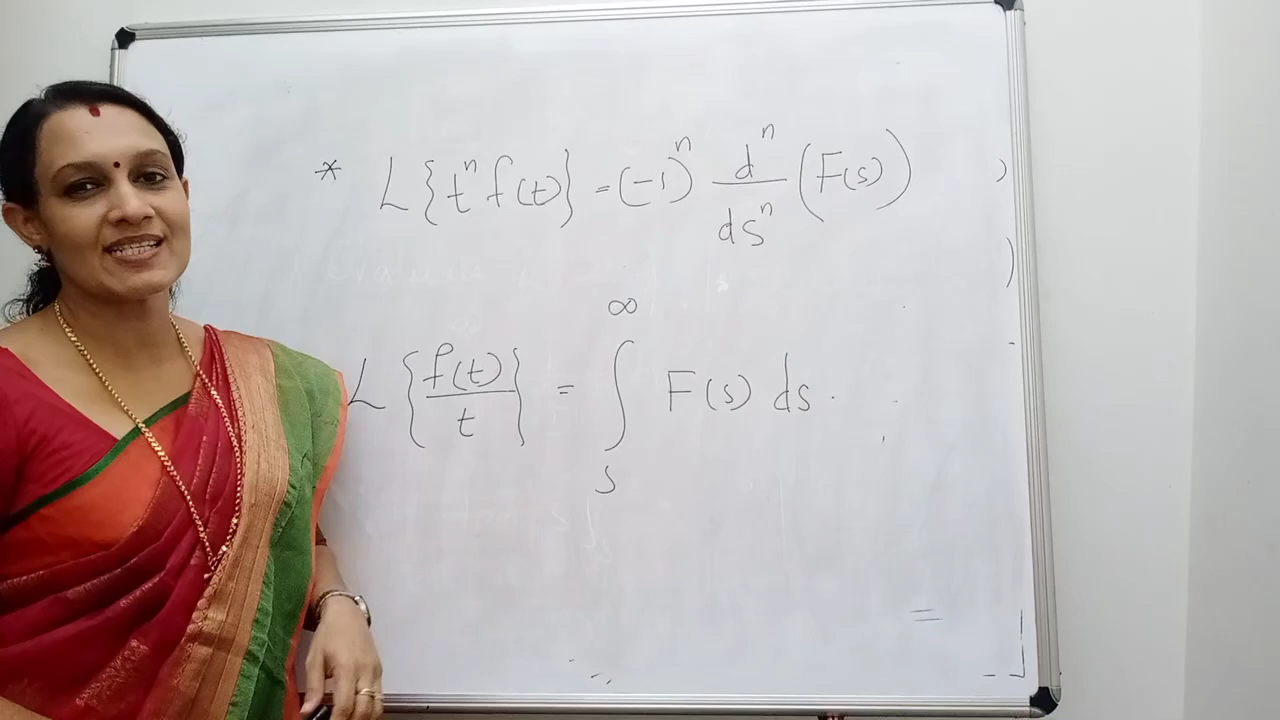 * L{tⁿ f(t)} = (-1)ⁿ dⁿ/dsⁿ (F(s))
L{f(t)/t} = ∫ₛ^∞ F(s) ds.